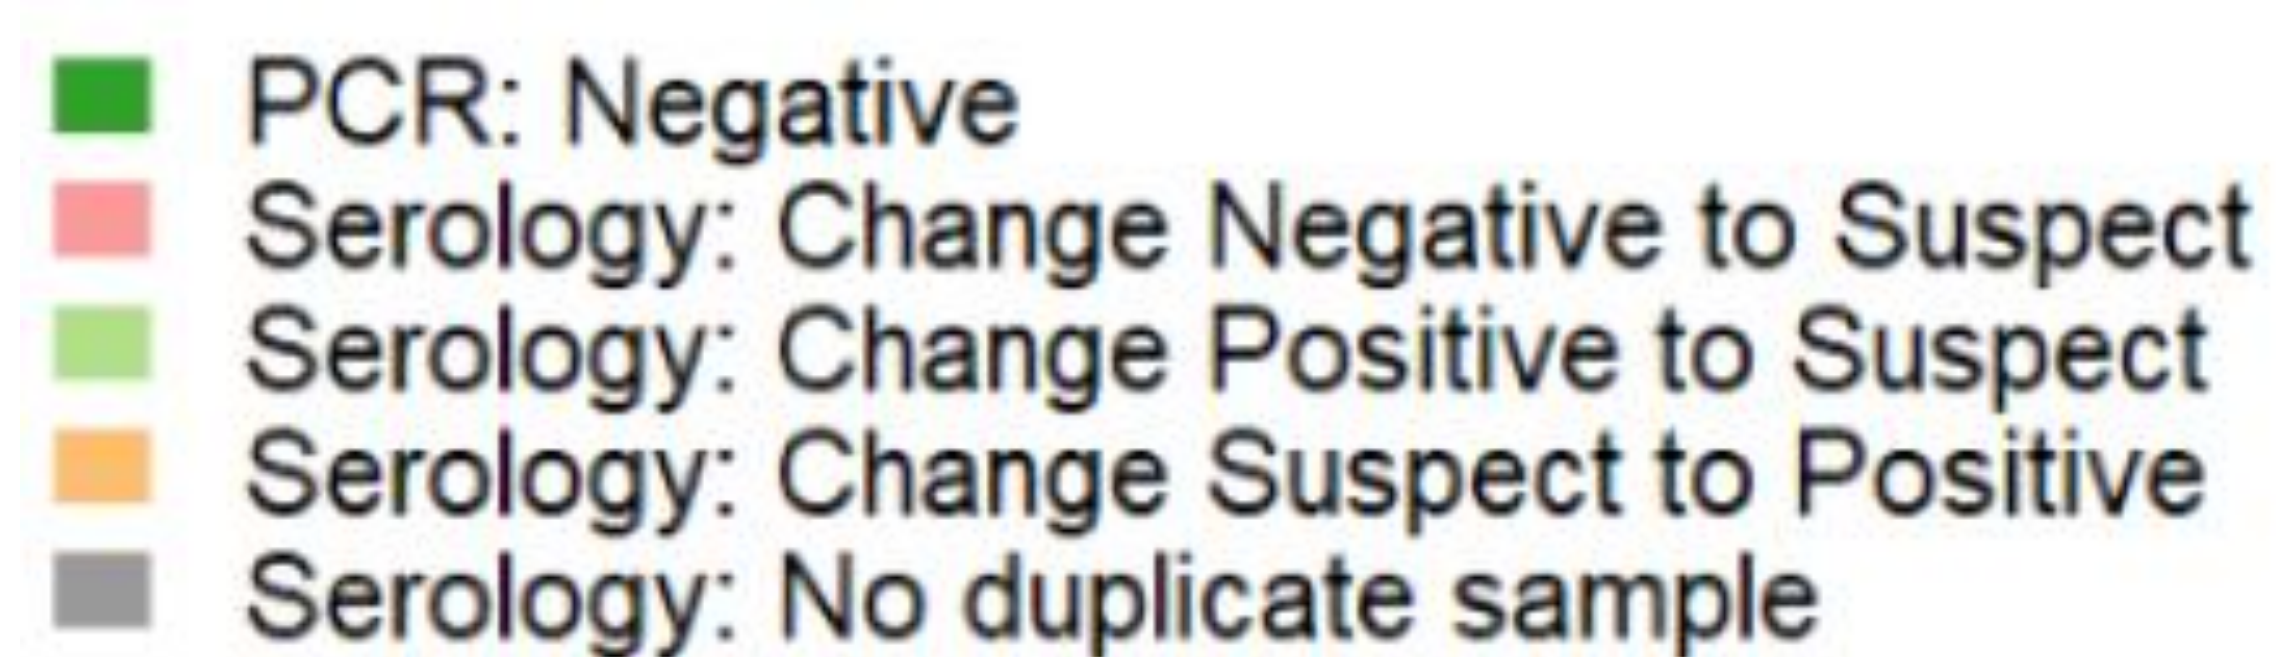 PCR: Negative
Serology: Change Negative to Suspect
Serology: Change Positive to Suspect
Serology: Change Suspect to Positive
Serology: No duplicate sample